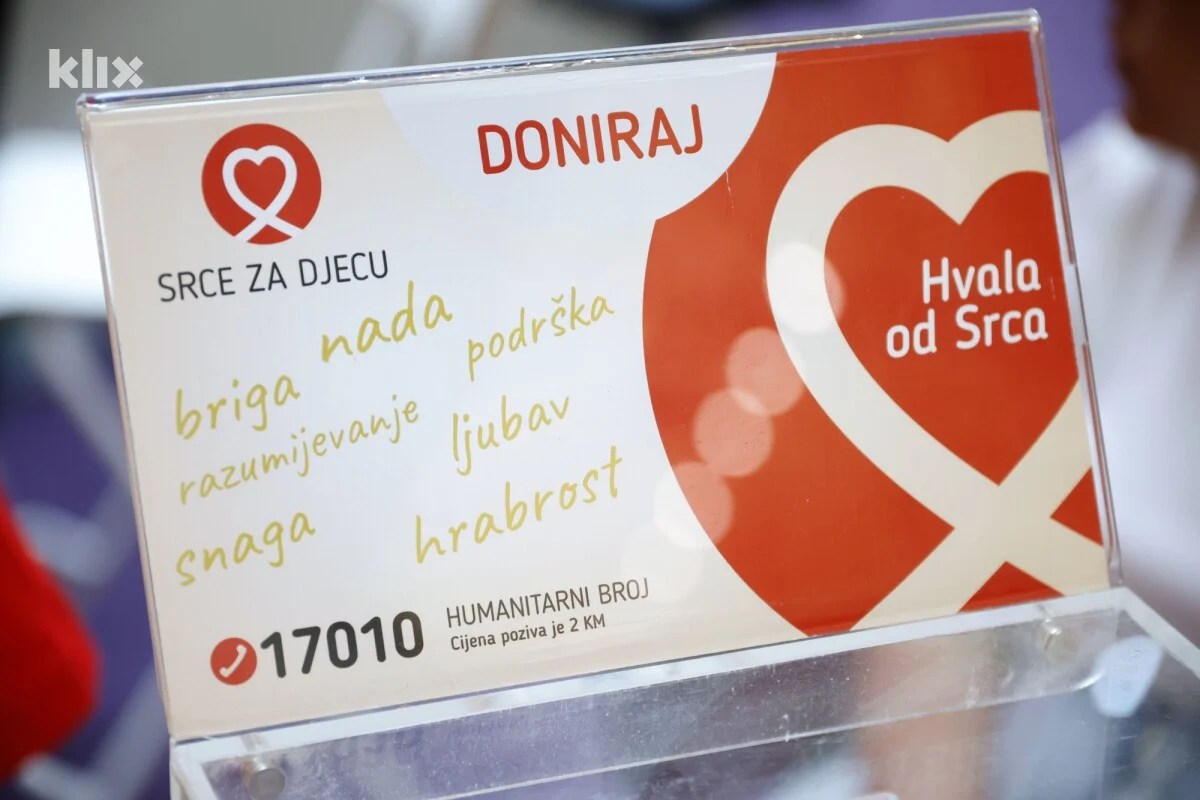 klix
DONIRAJ
SRCE ZA DJECU
nada
podrška
briga
razumijevanje
ljubav
snaga
hrabrost
17010
HUMANITARNI BROJ
Cijena poziva je 2 KM
Hvala
od Srca